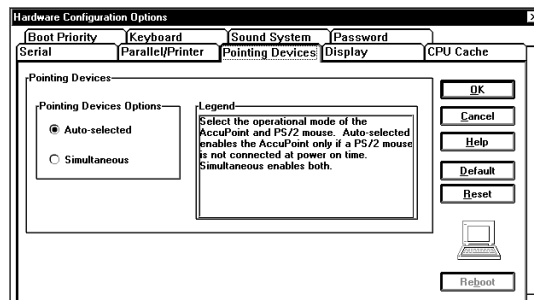 Hardware Configuration Options
Boot Priority Keyboard Sound System Password
Serial Parallel/Printer Pointing Devices Display CPU Cache
Pointing Devices
Pointing Devices Options
Auto-selected
Simultaneous
Legend
Select the operational mode of the
AccuPoint and PS/2 mouse. Auto-selected
enables the AccuPoint only if a PS/2 mouse
is not connected at power on time.
Simultaneous enables both.
OK
Cancel
Help
Default
Reset
Reboot